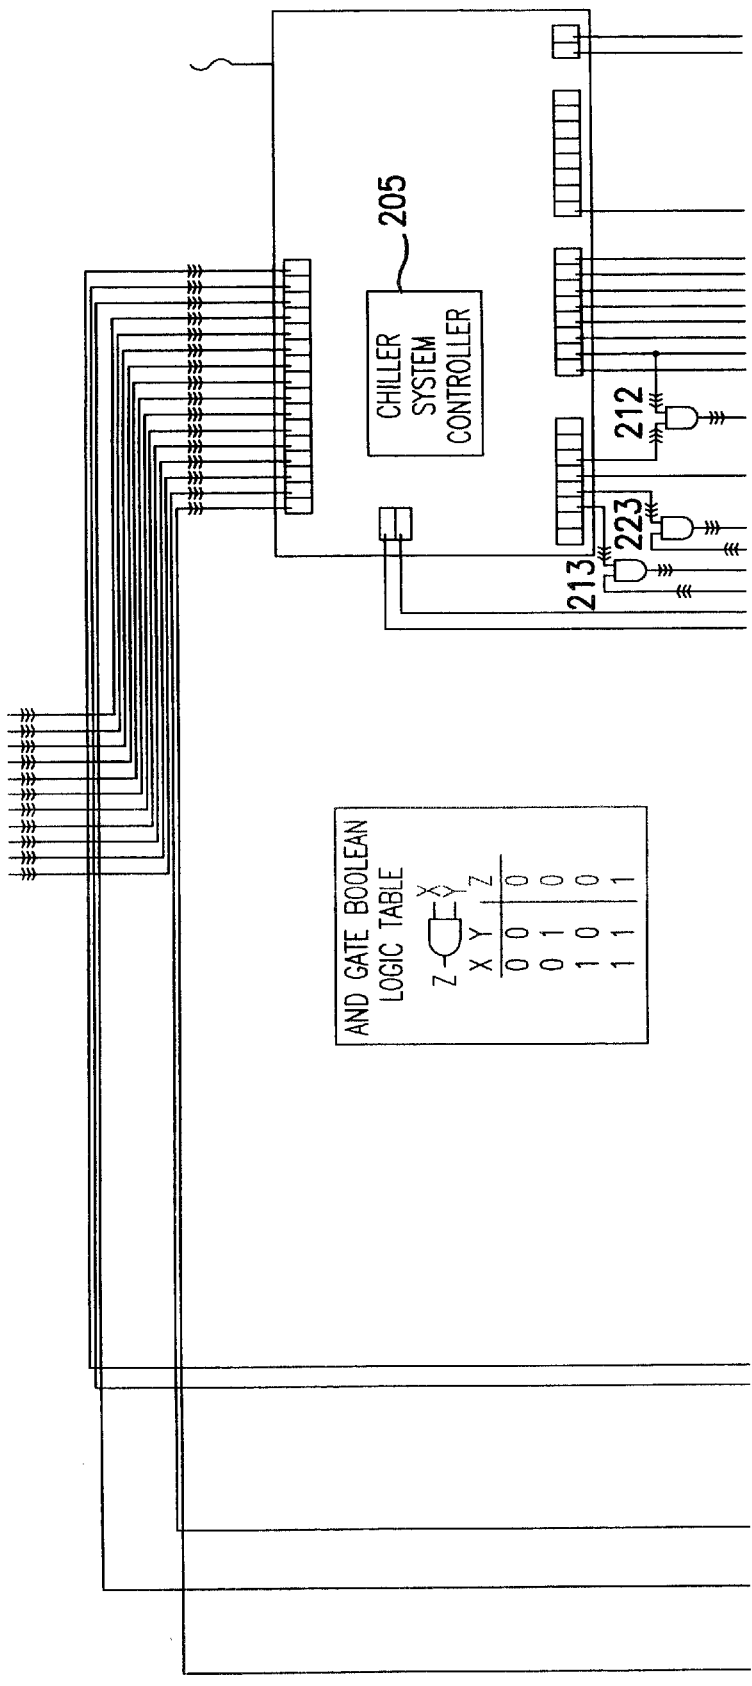 CHILLER
SYSTEM
CONTROLLER
205
212
223
213
AND GATE BOOLEAN
LOGIC TABLE
Z X
Y
X Y Z
0 0 0
0 1 0
1 0 0
1 1 1